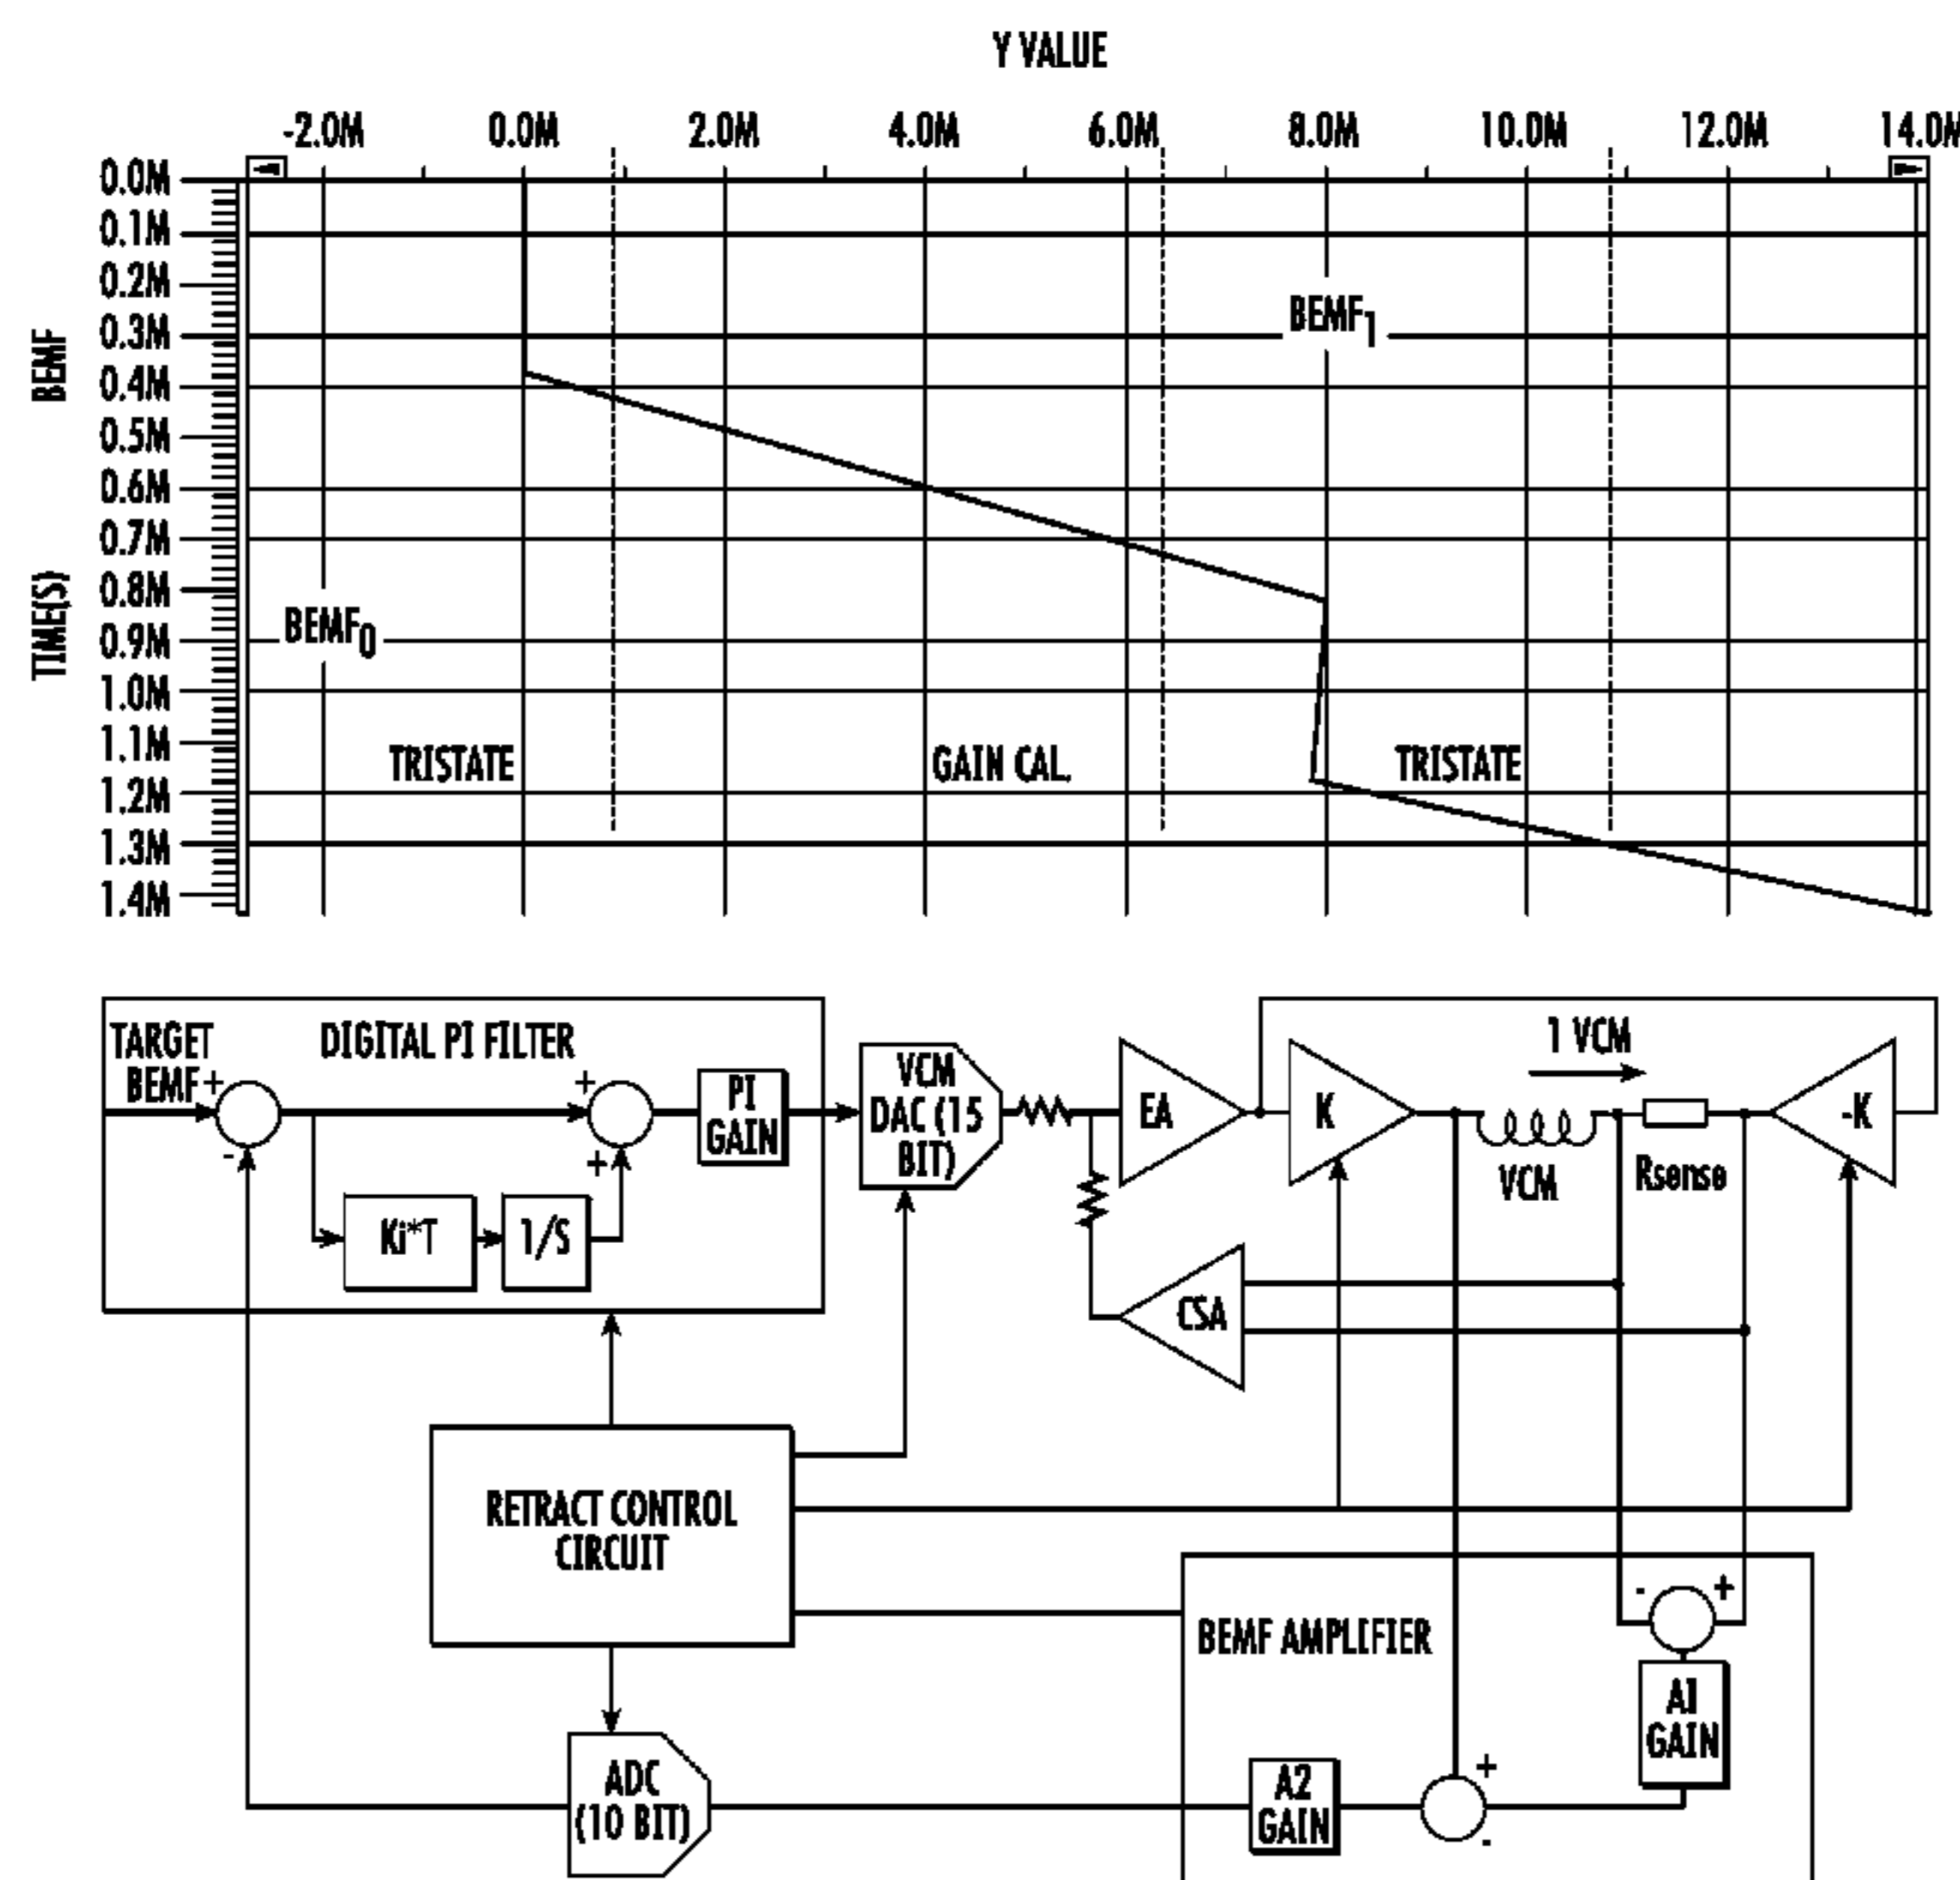 Y VALUE
-2.0M 0.0M 2.0M 4.0M 6.0M 8.0M 10.0M 12.0M 14.0M
0.0M
0.1M
0.2M
0.3M
0.4M
0.5M
0.6M
0.7M
0.8M
0.9M
1.0M
1.1M
1.2M
1.3M
1.4M
BEMF
TIME(S)
BEMF1
BEMF0
TRISTATE GAIN CAL. TRISTATE
TARGET
BEMF
+
-
DIGITAL PI FILTER
+
+
PI
GAIN
Ki*T
1/S
VCM
DAC (15
BIT)
EA
K
1 VCM
VCM
Rsense
-K
CSA
RETRACT CONTROL
CIRCUIT
BEMF AMPLIFIER
- +
A1
GAIN
+
-
A2
GAIN
ADC
(10 BIT)